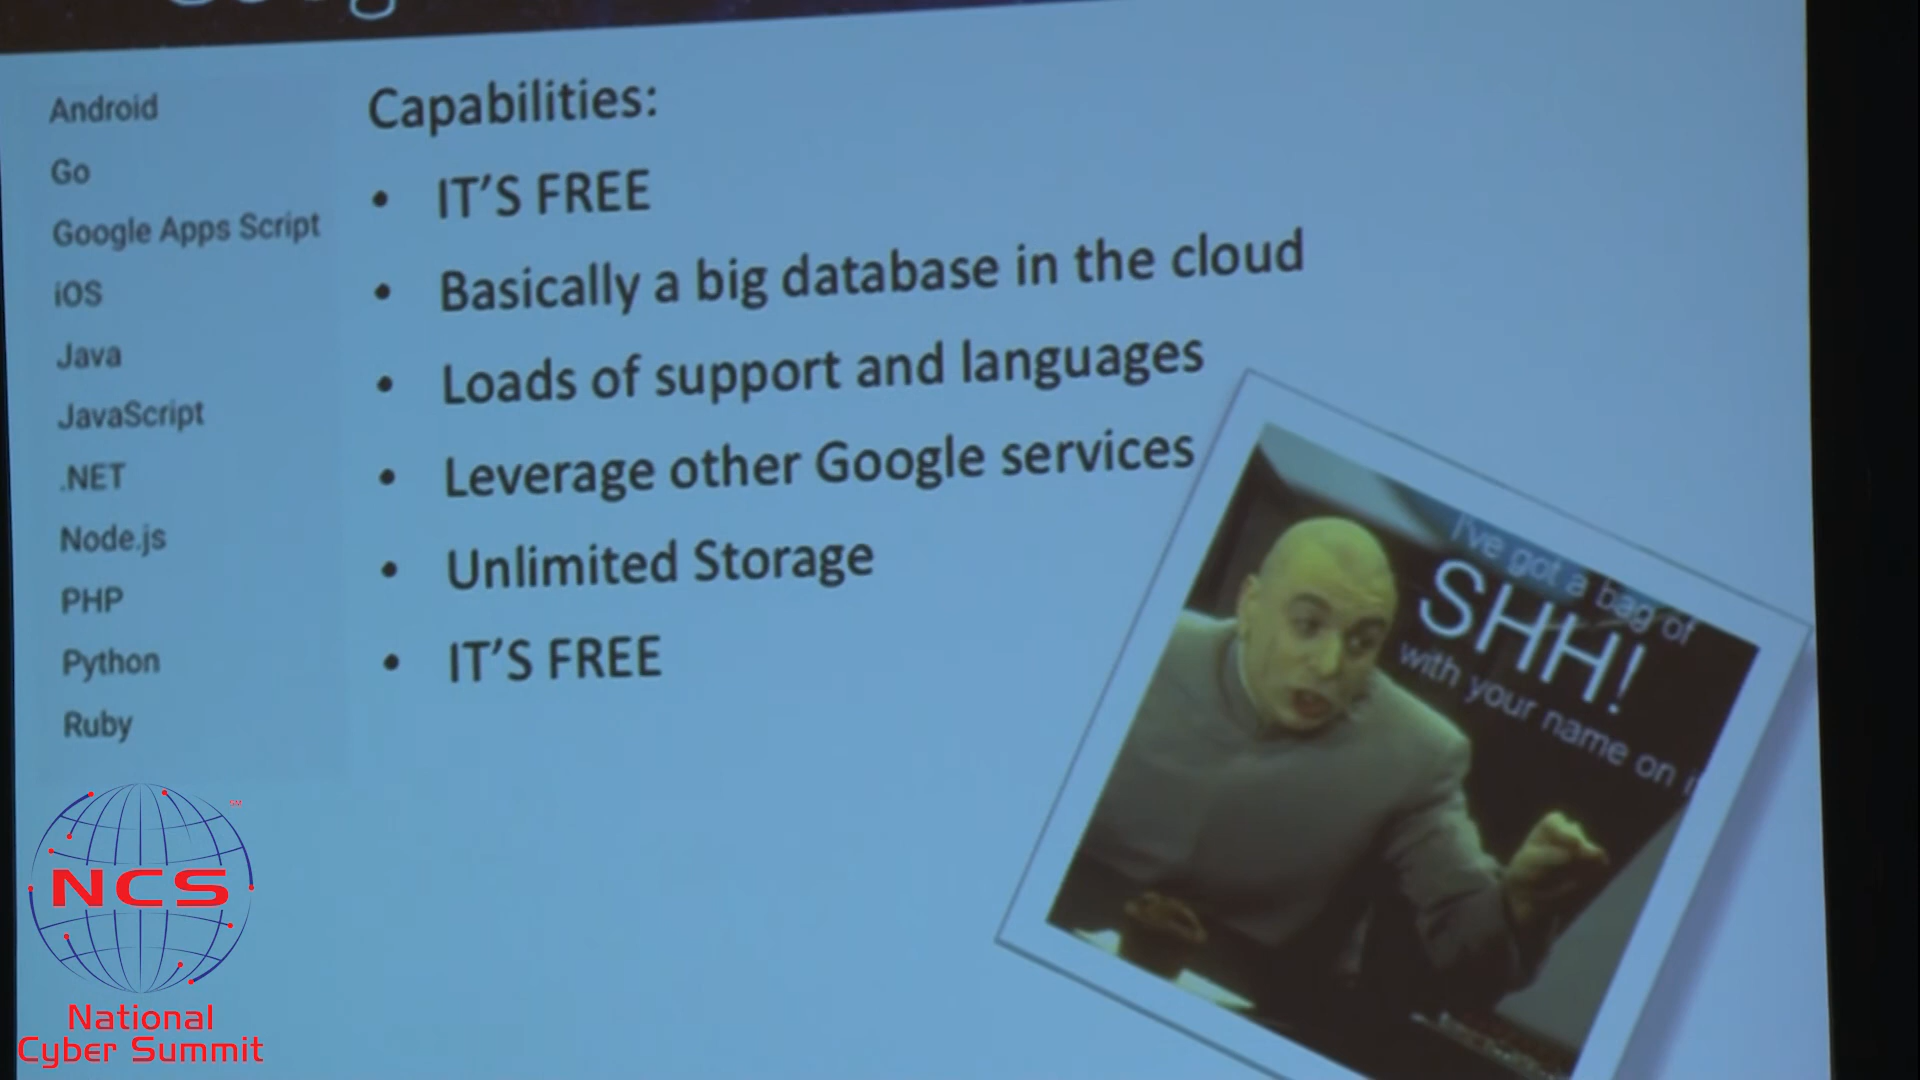 Android
Go
Google Apps Script
iOS
Java
JavaScript
.NET
Node.js
PHP
Python
Ruby
Capabilities:
• IT'S FREE
• Basically a big database in the cloud
• Loads of support and languages
• Leverage other Google services
• Unlimited Storage
• IT'S FREE
I've got a bag of
SHH!
with your name on
SM
NCS
National
Cyber Summit